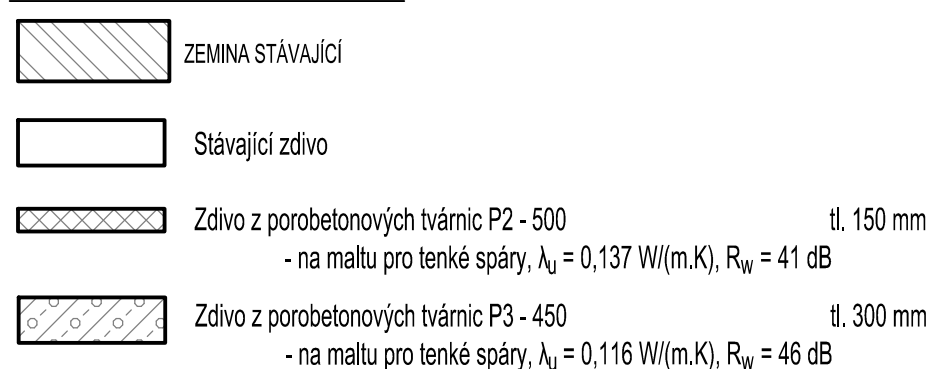 ZEMINA STÁVAJÍCÍ
Stávající zdivo
Zdivo z porobetonových tvárnic P2 - 500 tl. 150 mm
- na maltu pro tenké spáry, λu = 0,137 W/(m.K), Rw = 41 dB
Zdivo z porobetonových tvárnic P3 - 450 tl. 300 mm
- na maltu pro tenké spáry, λu = 0,116 W/(m.K), Rw = 46 dB